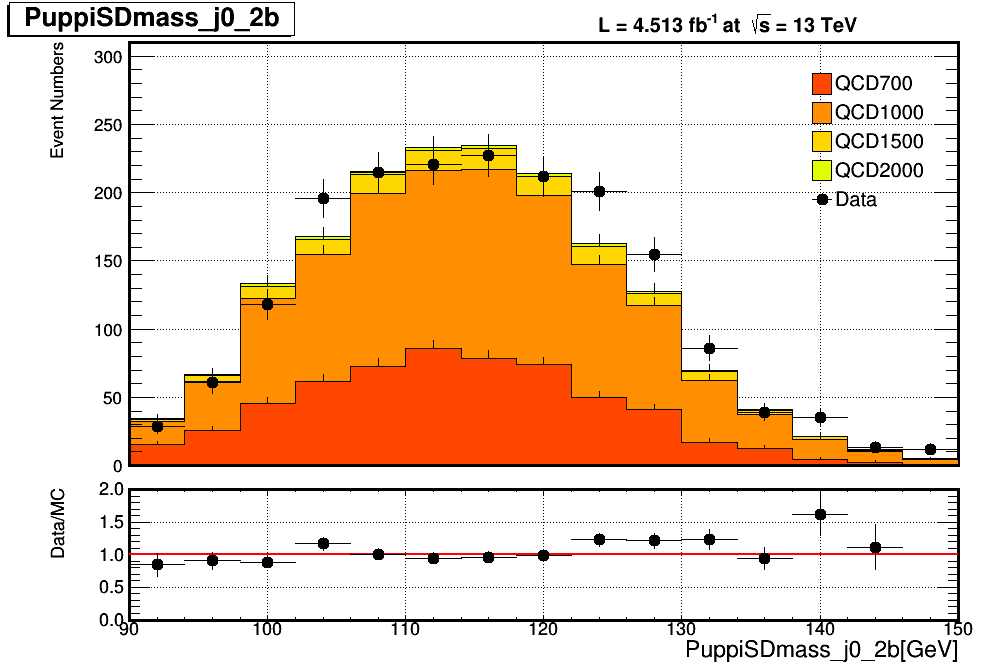 PuppiSDmass_j0_2b
L = 4.513 fb⁻¹ at √s = 13 TeV
Event Numbers
300
250
200
150
100
50
0
QCD700
QCD1000
QCD1500
QCD2000
Data
Data/MC
2.0
1.5
1.0
0.5
0.0
90 100 110 120 130 140 150
PuppiSDmass_j0_2b[GeV]